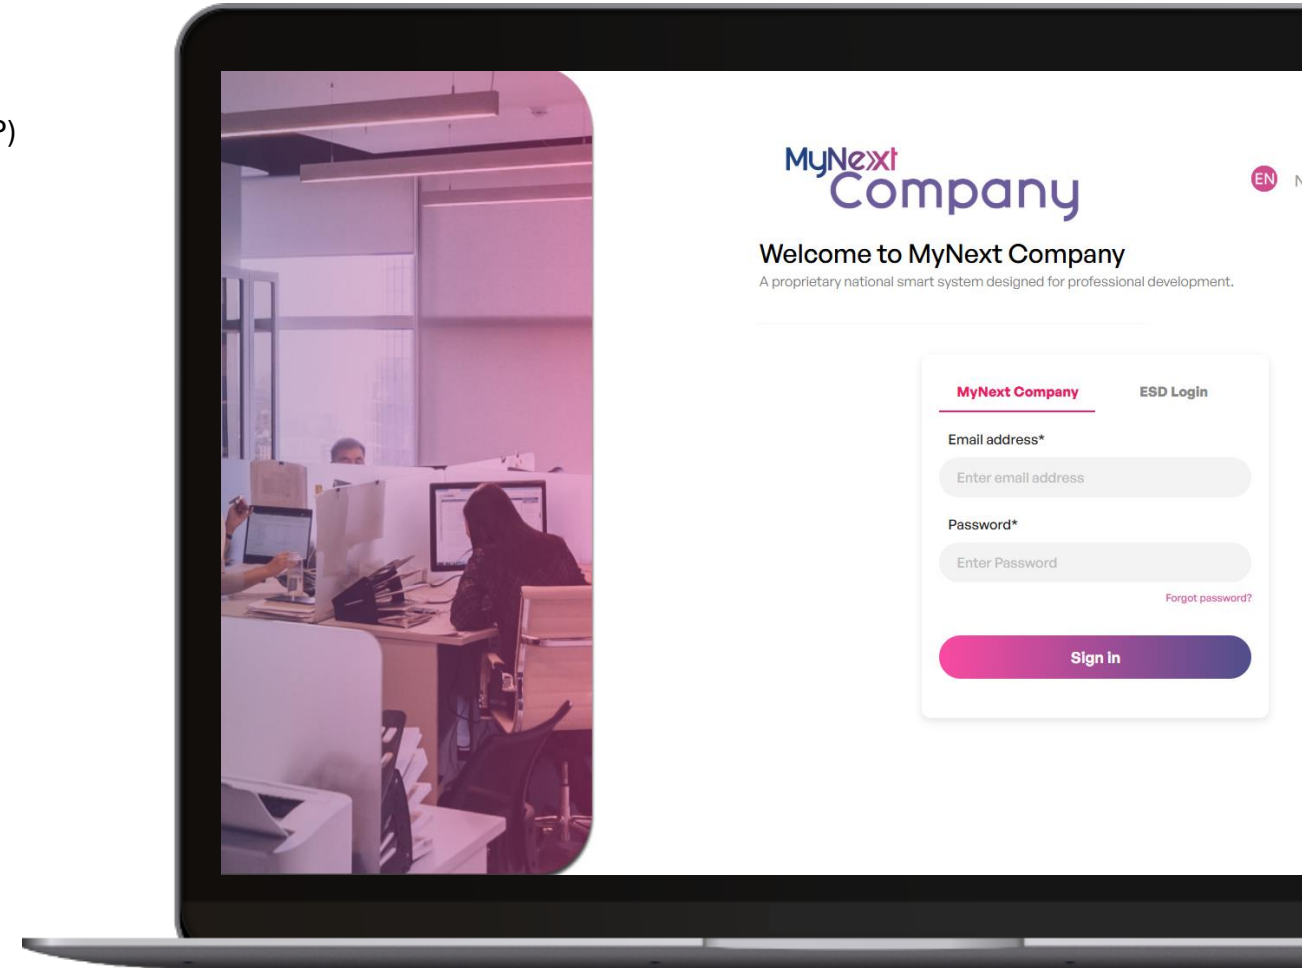 P)
MyNext
Company
EN
Welcome to MyNext Company
A proprietary national smart system designed for professional development.
MyNext Company
ESD Login
Email address*
Enter email address
Password*
Enter Password
Forgot password?
Sign in